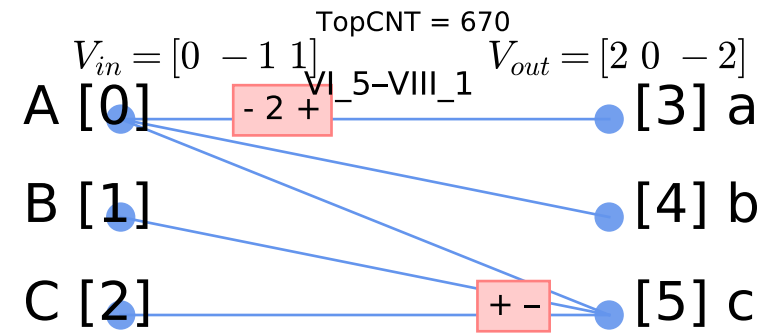 TopCNT = 670
V_in = [0 −1 1] V_out = [2 0 −2]
VI_5–VIII_1
A [0] - 2 + [3] a
B [1] [4] b
C [2] + – [5] c